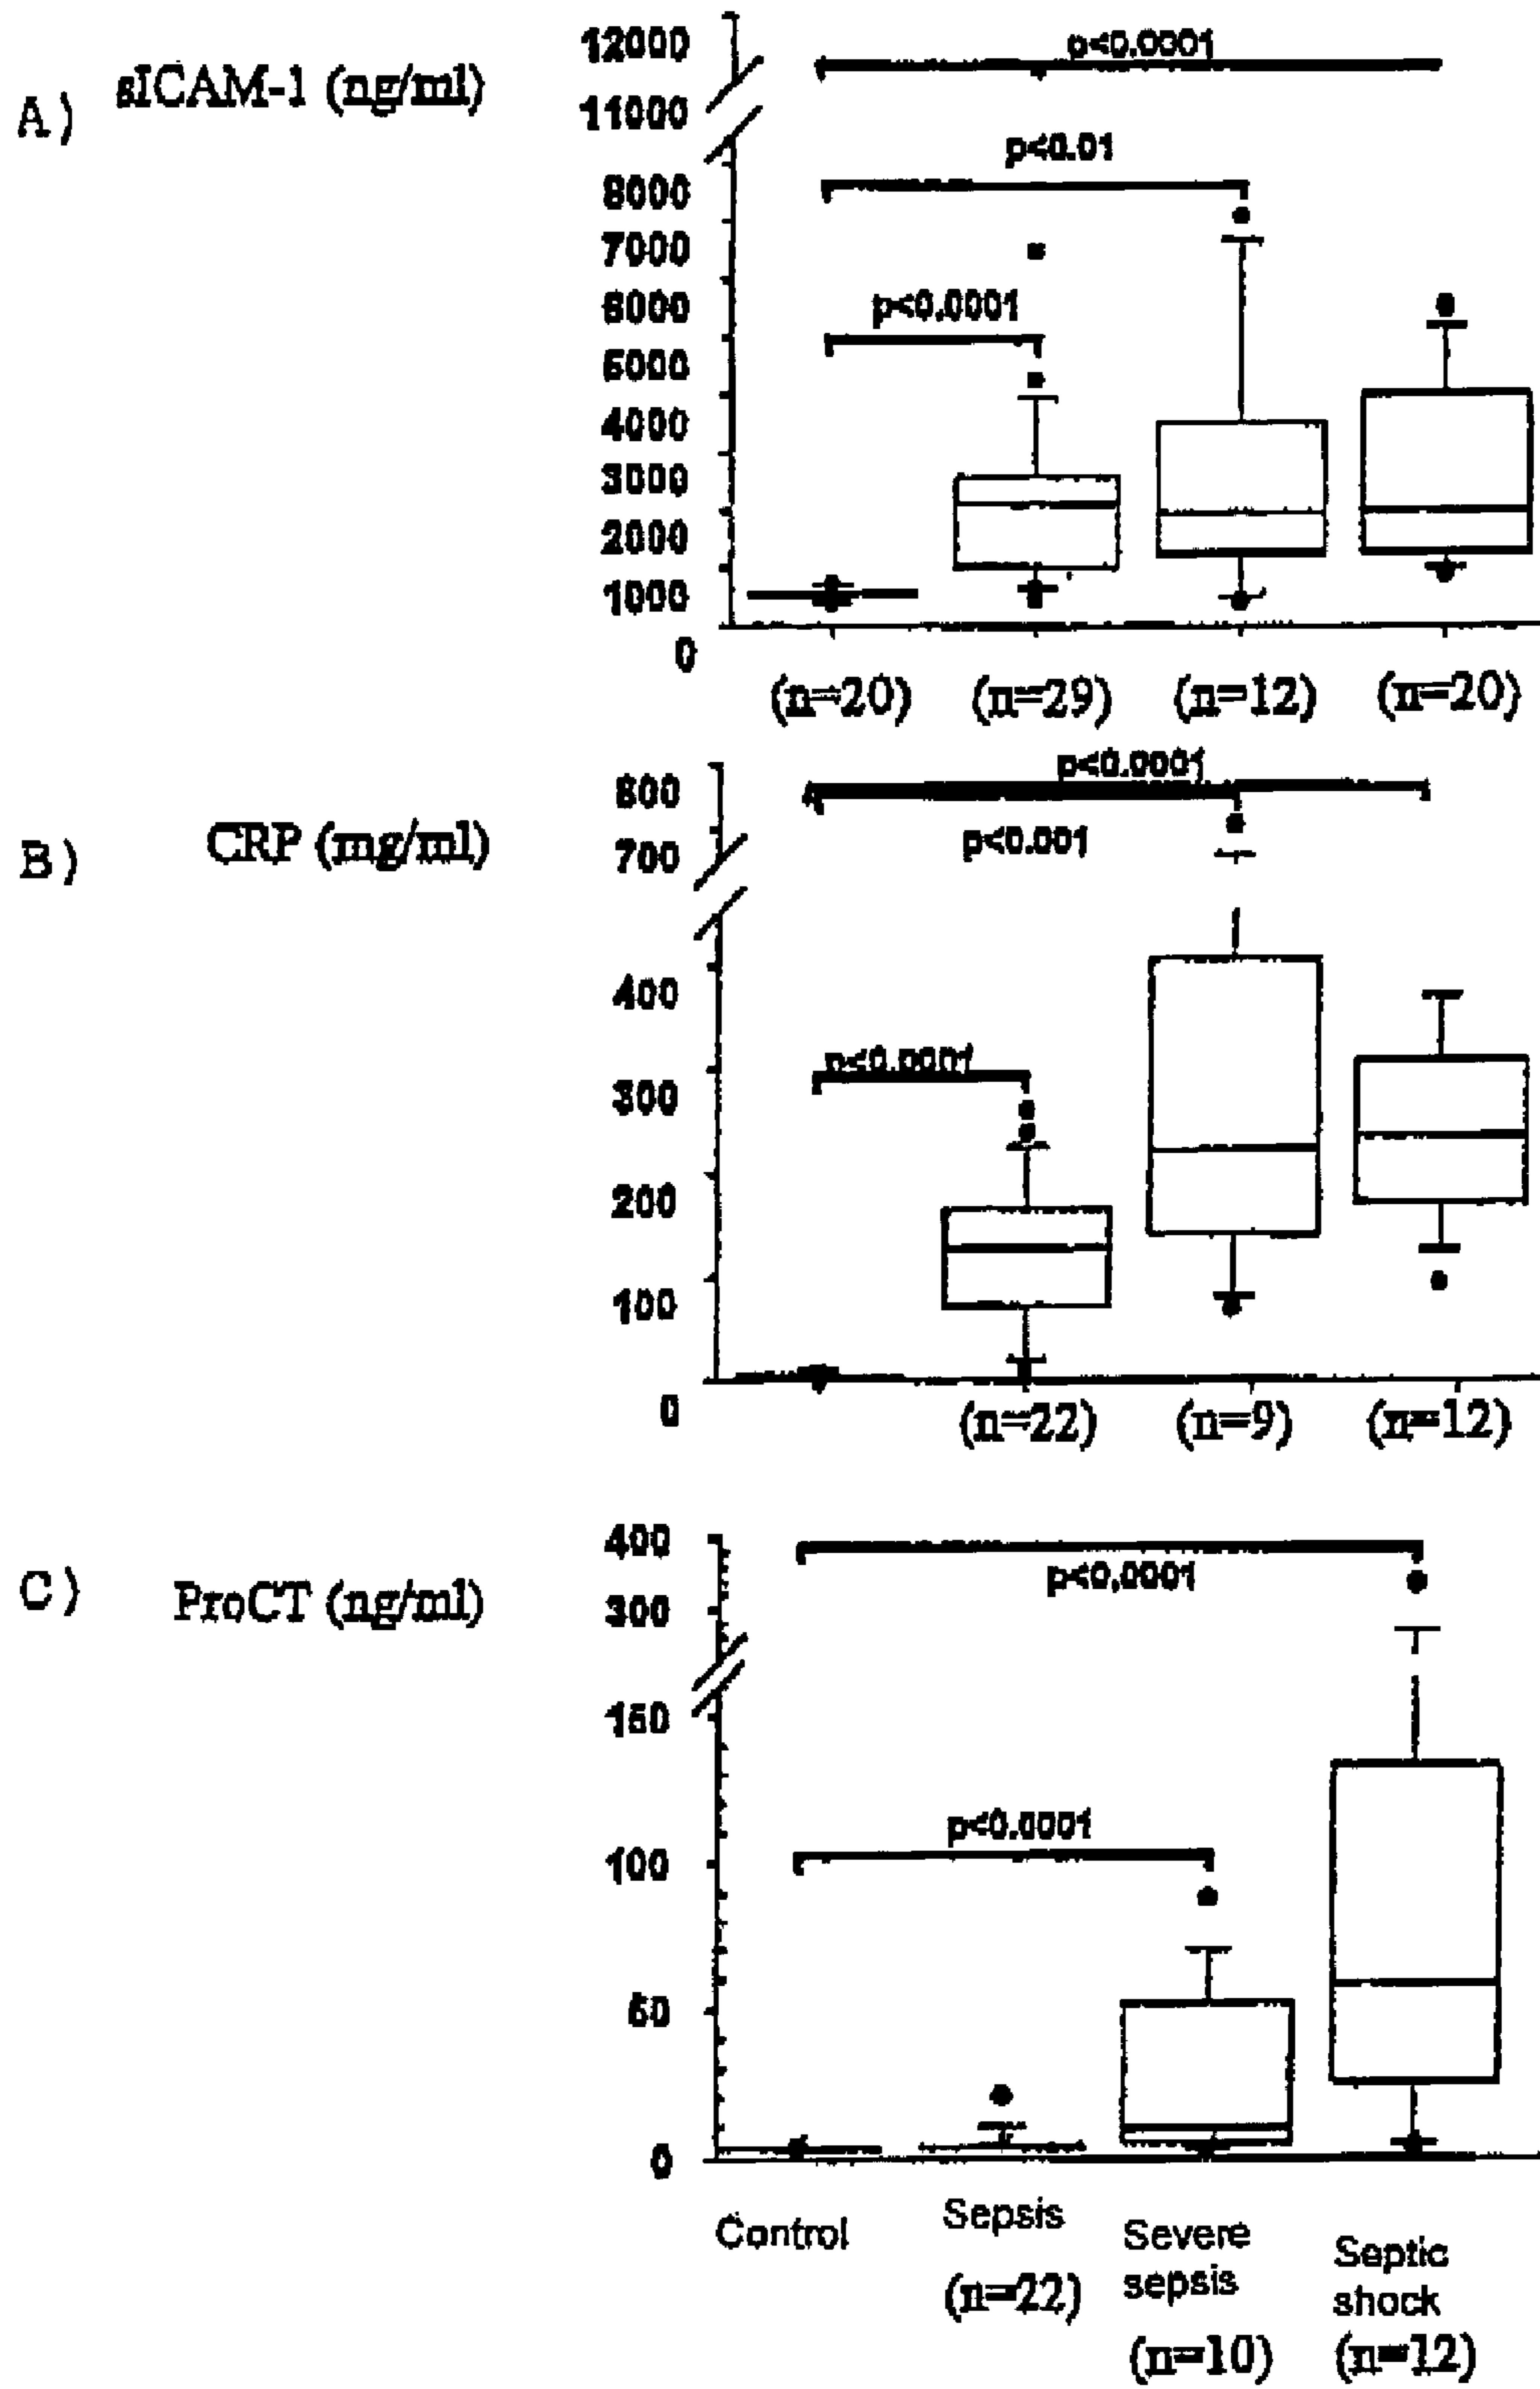 A) sICAM-1 (ng/ml)
12000
p<0.0001
11000
p<0.01
8000
7000
6000
p<0.0001
5000
4000
3000
2000
1000
0
(n=20) (n=29) (n=12) (n=20)
B) CRP (mg/ml)
p<0.0001
800
p<0.001
700
400
p<0.0001
300
200
100
0
(n=22) (n=9) (n=12)
C) ProCT (ng/ml)
400
p<0.0001
300
150
p<0.0001
100
50
0
Control
Sepsis
(n=22)
Severe
sepsis
(n=10)
Septic
shock
(n=12)